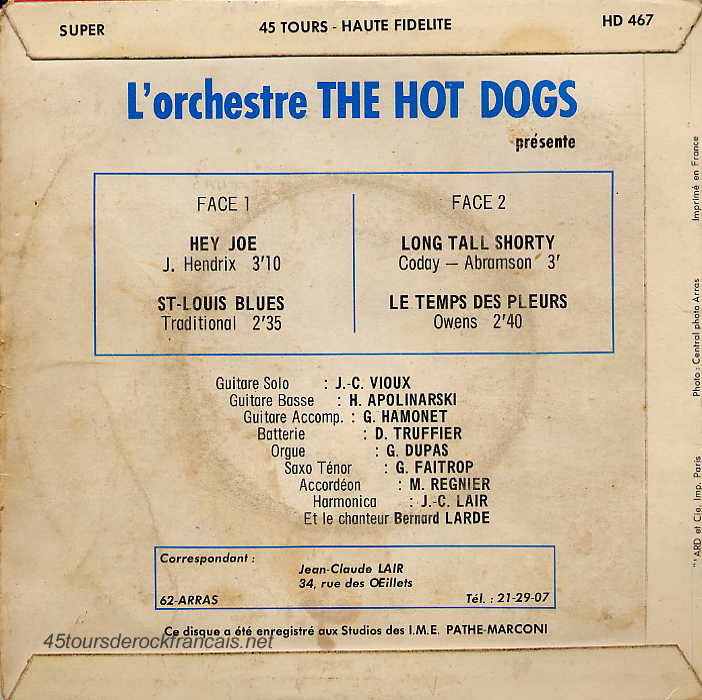 SUPER
45 TOURS - HAUTE FIDELITE
HD 467
L'orchestre THE HOT DOGS
présente
FACE 1
HEY JOE
J. Hendrix 3'10
ST-LOUIS BLUES
Traditional 2'35
FACE 2
LONG TALL SHORTY
Coday — Abramson 3'
LE TEMPS DES PLEURS
Owens 2'40
Guitare Solo : J.-C. VIOUX
Guitare Basse : H. APOLINARSKI
Guitare Accomp. : G. HAMONET
Batterie : D. TRUFFIER
Orgue : G. DUPAS
Saxo Ténor : G. FAITROP
Accordéon : M. REGNIER
Harmonica : J.-C. LAIR
Et le chanteur Bernard LARDE
Correspondant :
Jean-Claude LAIR
34, rue des OEillets
62-ARRAS Tél. : 21-29-07
Ce disque a été enregistré aux Studios des I.M.E. PATHE-MARCONI
45toursderockfrancais.net
Imprimé en France
Photo : Central photo Arras
ARD et Cie, Imp. Paris